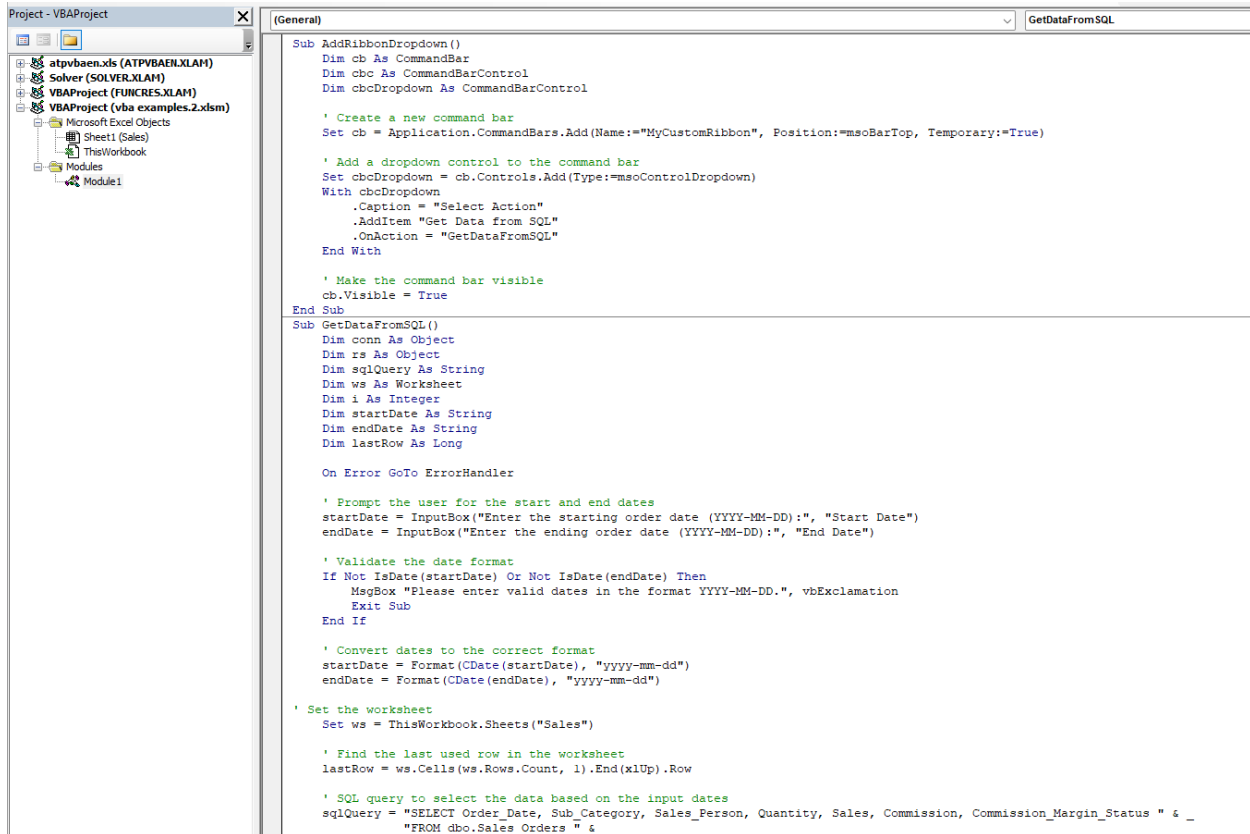 Project - VBAProject
atpvbaen.xls (ATPVBAEN.XLAM)
Solver (SOLVER.XLAM)
VBAProject (FUNCRES.XLAM)
VBAProject (vba examples.2.xlsm)
Microsoft Excel Objects
Sheet1 (Sales)
ThisWorkbook
Modules
Module1
(General)
GetDataFromSQL
Sub AddRibbonDropdown()
    Dim cb As CommandBar
    Dim cbc As CommandBarControl
    Dim cbcDropdown As CommandBarControl

    ' Create a new command bar
    Set cb = Application.CommandBars.Add(Name:="MyCustomRibbon", Position:=msoBarTop, Temporary:=True)

    ' Add a dropdown control to the command bar
    Set cbcDropdown = cb.Controls.Add(Type:=msoControlDropdown)
    With cbcDropdown
        .Caption = "Select Action"
        .AddItem "Get Data from SQL"
        .OnAction = "GetDataFromSQL"
    End With

    ' Make the command bar visible
    cb.Visible = True
End Sub
Sub GetDataFromSQL()
    Dim conn As Object
    Dim rs As Object
    Dim sqlQuery As String
    Dim ws As Worksheet
    Dim i As Integer
    Dim startDate As String
    Dim endDate As String
    Dim lastRow As Long

    On Error GoTo ErrorHandler

    ' Prompt the user for the start and end dates
    startDate = InputBox("Enter the starting order date (YYYY-MM-DD):", "Start Date")
    endDate = InputBox("Enter the ending order date (YYYY-MM-DD):", "End Date")

    ' Validate the date format
    If Not IsDate(startDate) Or Not IsDate(endDate) Then
        MsgBox "Please enter valid dates in the format YYYY-MM-DD.", vbExclamation
        Exit Sub
    End If

    ' Convert dates to the correct format
    startDate = Format(CDate(startDate), "yyyy-mm-dd")
    endDate = Format(CDate(endDate), "yyyy-mm-dd")

' Set the worksheet
    Set ws = ThisWorkbook.Sheets("Sales")

    ' Find the last used row in the worksheet
    lastRow = ws.Cells(ws.Rows.Count, 1).End(xlUp).Row

    ' SQL query to select the data based on the input dates
    sqlQuery = "SELECT Order_Date, Sub_Category, Sales_Person, Quantity, Sales, Commission, Commission_Margin_Status " & _
               "FROM dbo.Sales_Orders " &